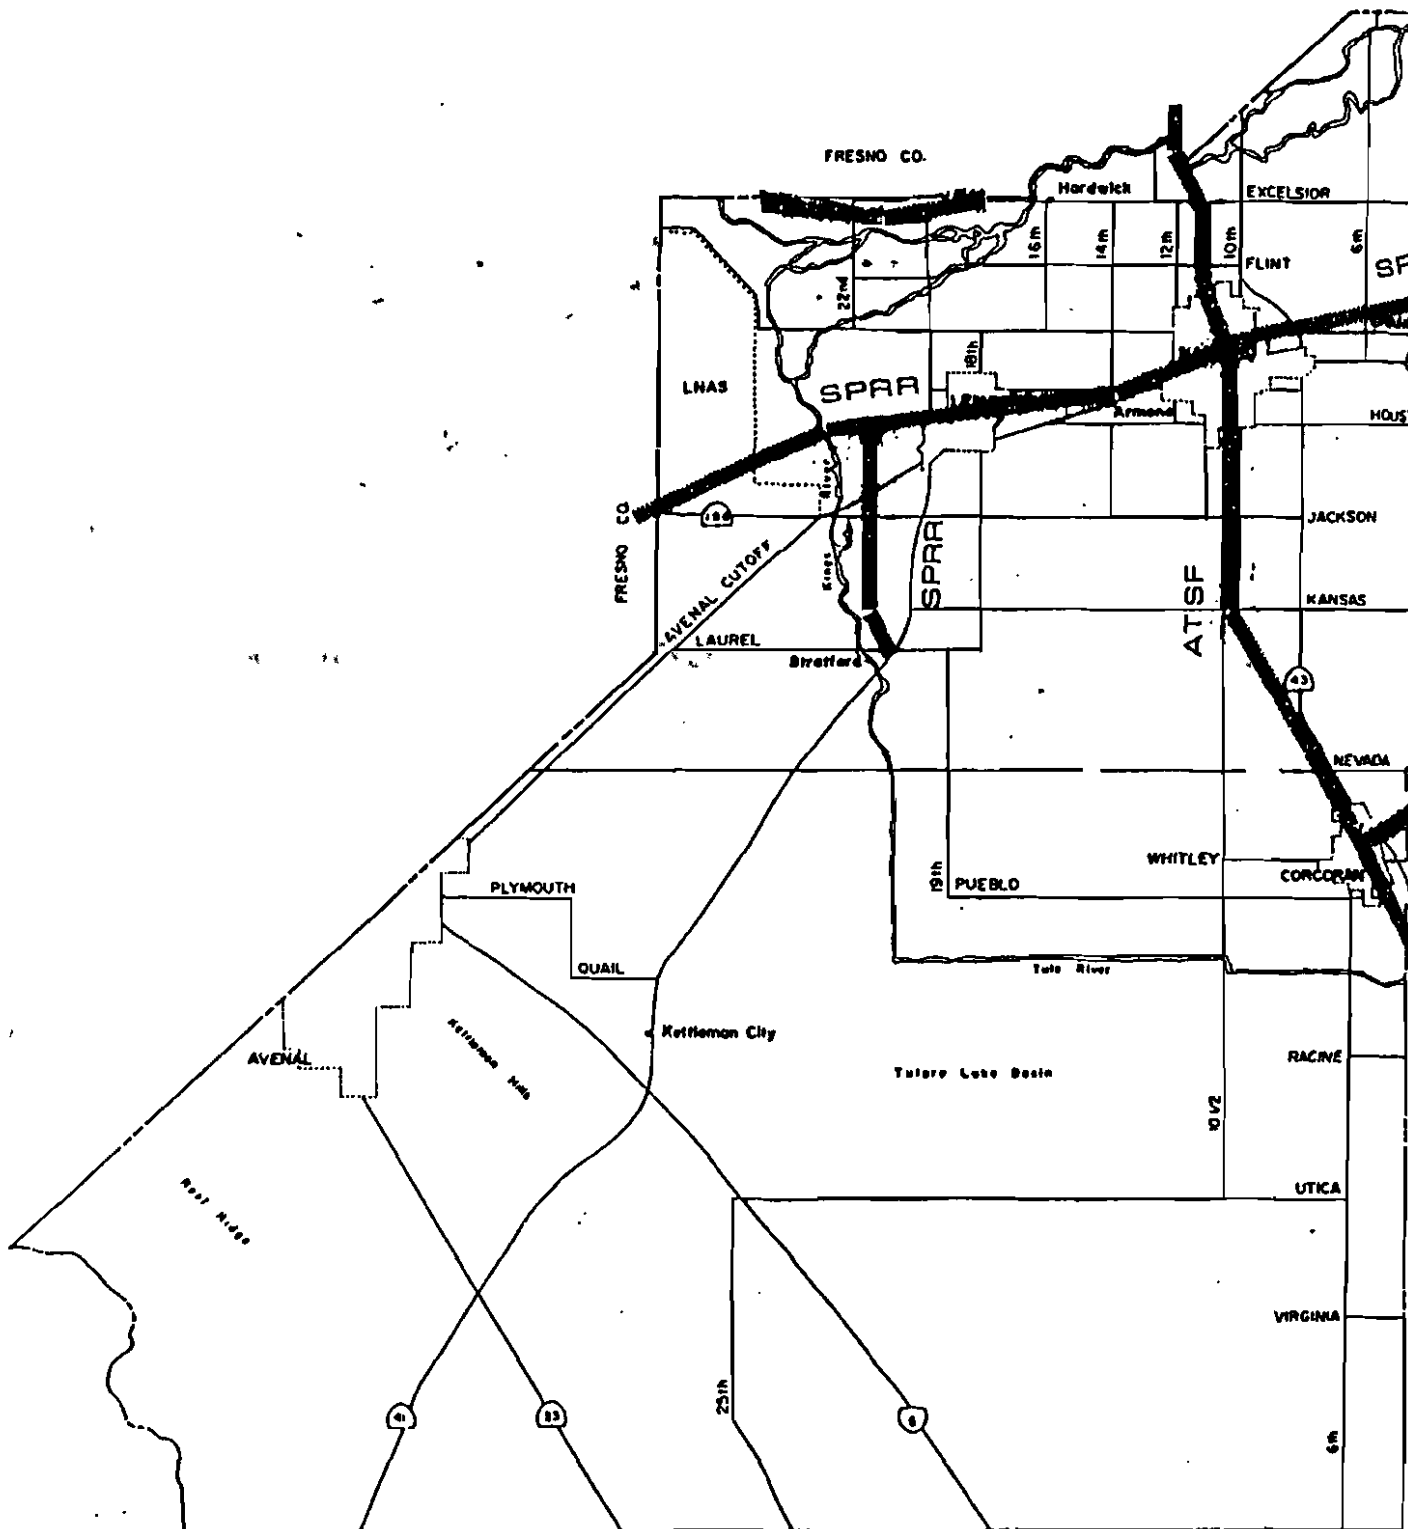 FRESNO CO.
Hardwick
EXCELSIOR
16th
14th
12th
10th
6th
FLINT
22nd
18th
LNAS
SPRR
Armona
HOUST
River
Kings
198
JACKSON
FRESNO CO.
AVENAL CUTOFF
SPRR
ATSF
KANSAS
LAUREL
Stratford
43
NEVADA
WHITLEY
CORCORAN
19th
PUEBLO
PLYMOUTH
QUAIL
Tule River
Kettleman City
Kettleman Hills
AVENAL
RACINE
Tulare Lake Basin
10 1/2
UTICA
Reef Ridge
VIRGINIA
25th
41
33
6th